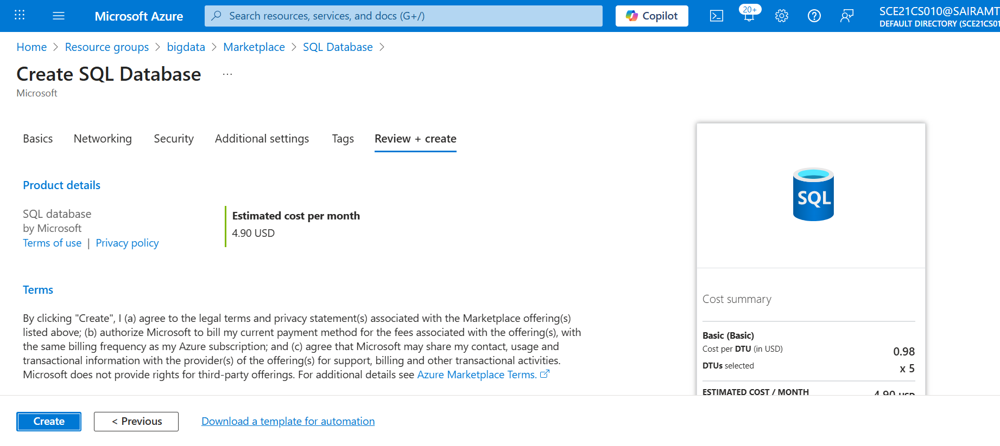 Microsoft Azure
Search resources, services, and docs (G+/)
Copilot
20+
SCE21CS010@SAIRAMT
DEFAULT DIRECTORY (SCE21CS01
Home > Resource groups > bigdata > Marketplace > SQL Database >
Create SQL Database ...
Microsoft
Basics Networking Security Additional settings Tags Review + create
Product details
SQL database
by Microsoft
Terms of use | Privacy policy
Estimated cost per month
4.90 USD
Terms
By clicking "Create", I (a) agree to the legal terms and privacy statement(s) associated with the Marketplace offering(s)
listed above; (b) authorize Microsoft to bill my current payment method for the fees associated with the offering(s), with
the same billing frequency as my Azure subscription; and (c) agree that Microsoft may share my contact, usage and
transactional information with the provider(s) of the offering(s) for support, billing and other transactional activities.
Microsoft does not provide rights for third-party offerings. For additional details see Azure Marketplace Terms.
SQL
Cost summary
Basic (Basic)
Cost per DTU (in USD) 0.98
DTUs selected x 5
ESTIMATED COST / MONTH 4.90 USD
Create < Previous Download a template for automation